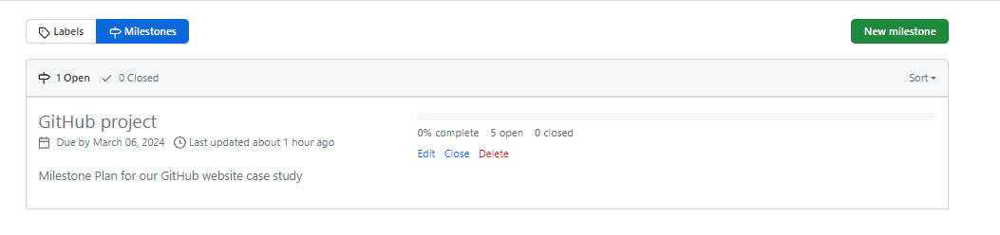 Labels Milestones New milestone
1 Open 0 Closed Sort
GitHub project
Due by March 06, 2024 Last updated about 1 hour ago
0% complete 5 open 0 closed
Edit Close Delete
Milestone Plan for our GitHub website case study